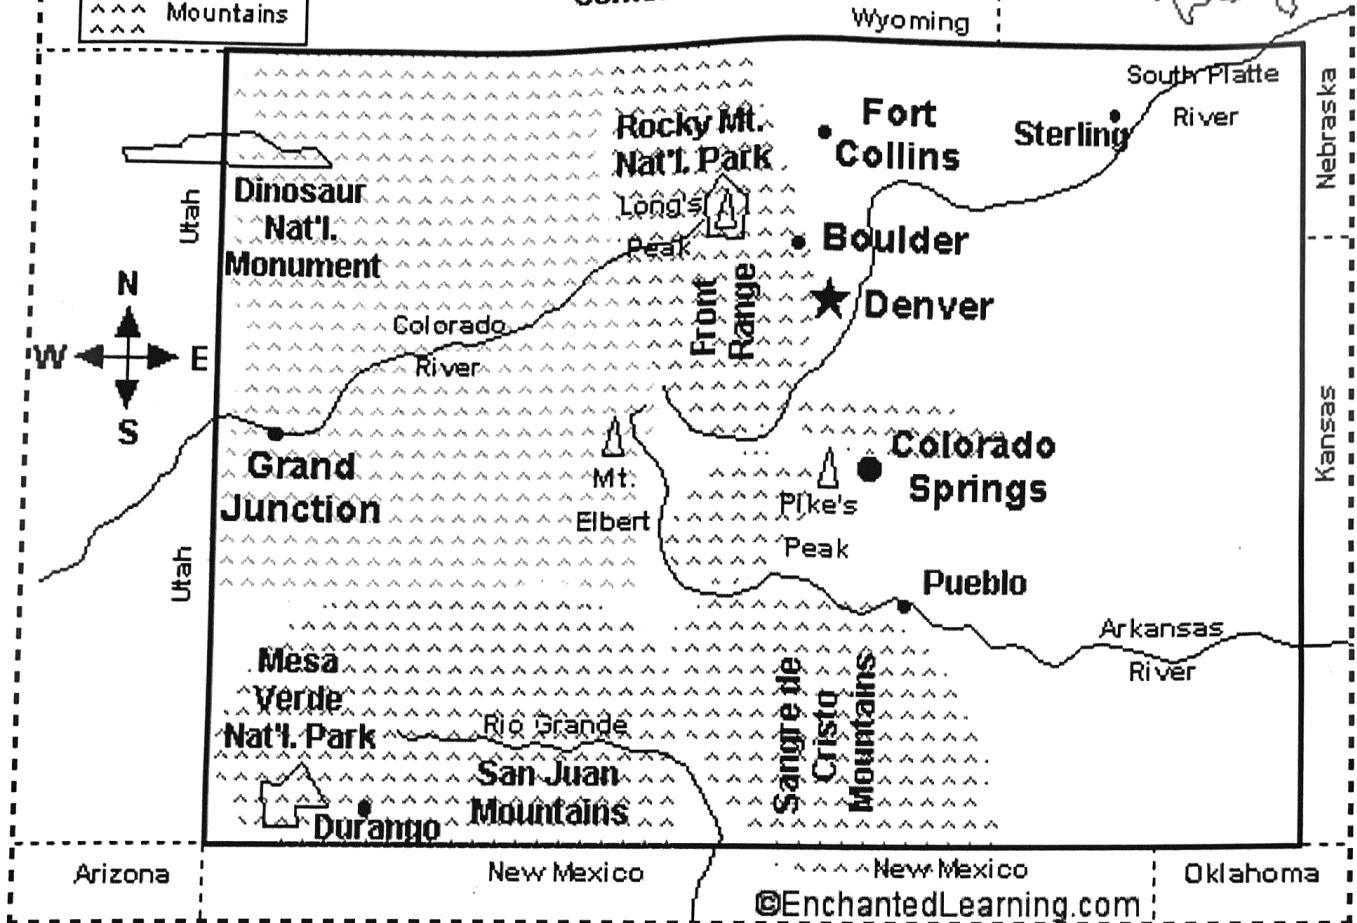 Mountains
Wyoming
South Platte
River
Nebraska
Fort
Collins
Sterling
Rocky Mt.
Nat'l. Park
Long's
Peak
Dinosaur
Nat'l.
Monument
Utah
Boulder
Denver
Front
Range
N
W
E
S
Colorado
River
Kansas
Grand
Junction
Mt.
Elbert
Pike's
Peak
Colorado
Springs
Utah
Pueblo
Arkansas
River
Mesa
Verde
Nat'l. Park
Rio Grande
San Juan
Mountains
Sangre de
Cristo
Mountains
Durango
Arizona
New Mexico
New Mexico
Oklahoma
©EnchantedLearning.com